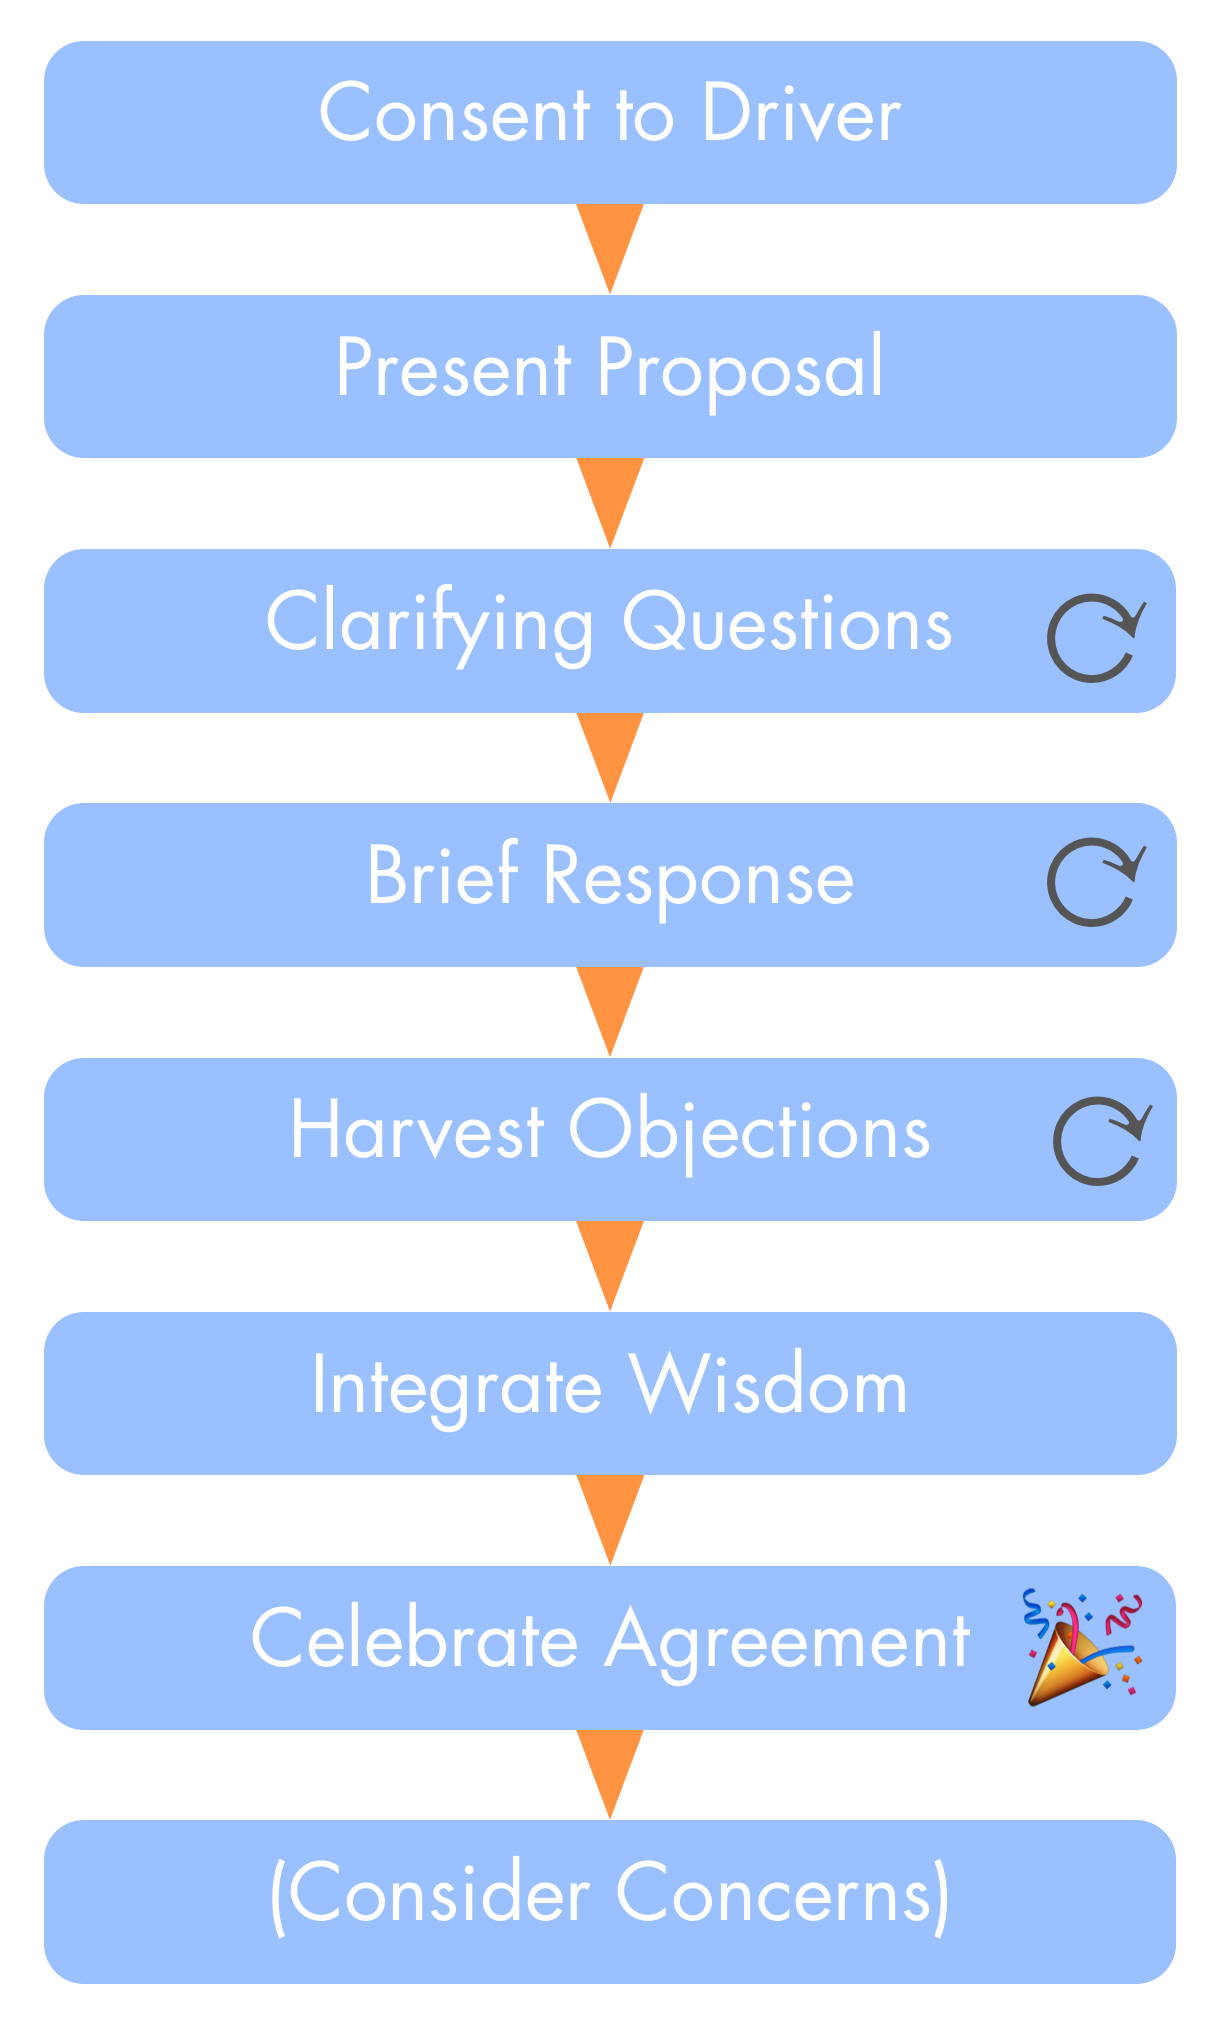 Consent to Driver
Present Proposal
Clarifying Questions
Brief Response
Harvest Objections
Integrate Wisdom
Celebrate Agreement
(Consider Concerns)